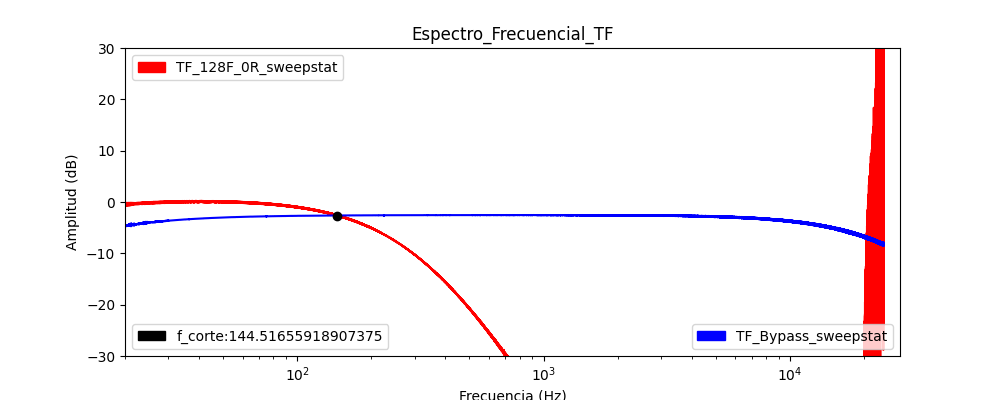 Espectro_Frecuencial_TF
Amplitud (dB)
30
20
10
0
−10
−20
−30
TF_128F_0R_sweepstat
f_corte:144.51655918907375
TF_Bypass_sweepstat
10²
10³
10⁴
Frecuencia (Hz)